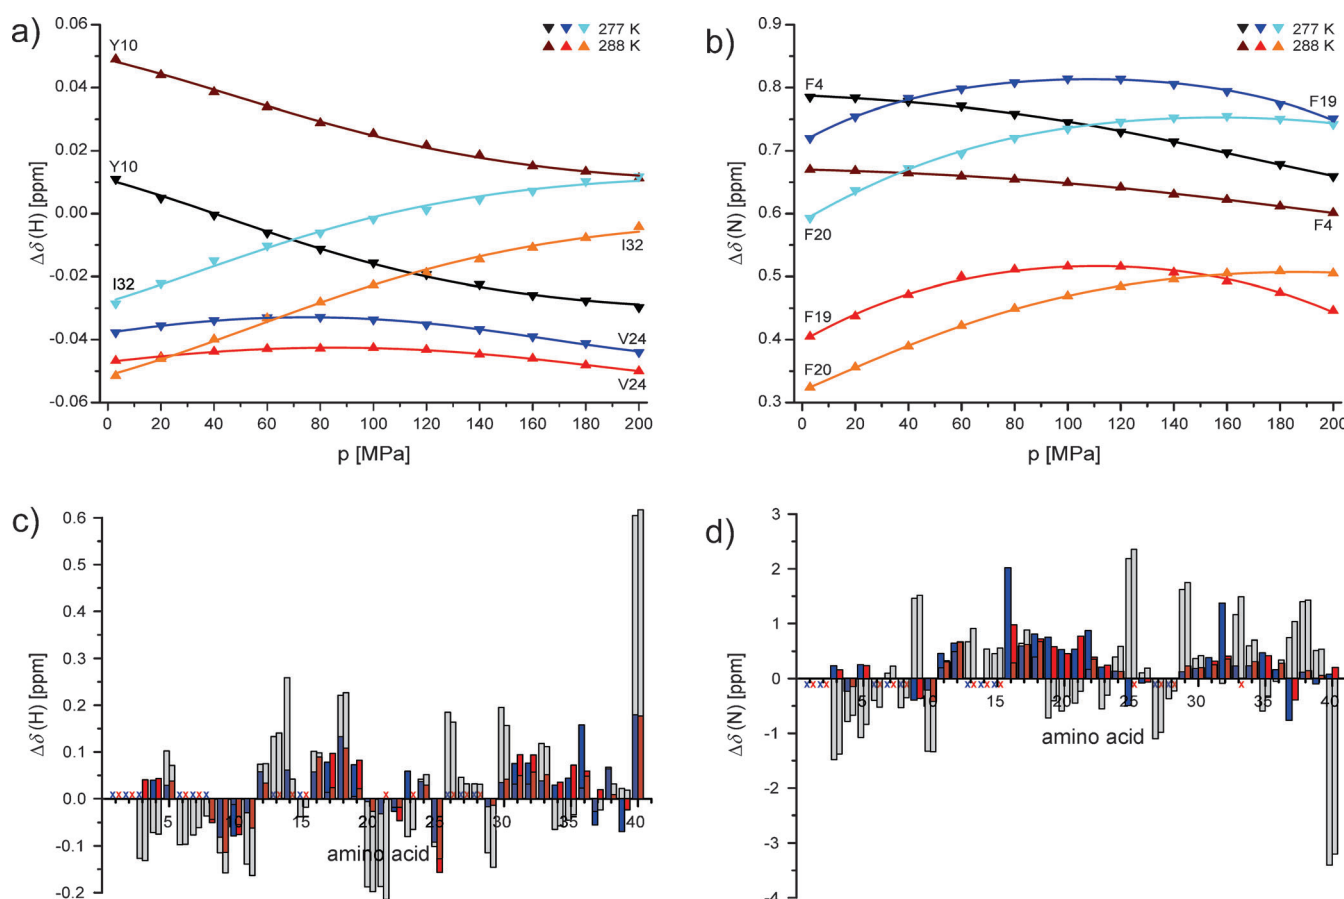 a)
277 K
288 K
Y10
Y10
I32
I32
V24
V24
0.06
0.04
0.02
0.00
-0.02
-0.04
-0.06
Δδ(H) [ppm]
0 20 40 60 80 100 120 140 160 180 200
p [MPa]
b)
277 K
288 K
F4
F19
F20
F4
F19
F20
0.9
0.8
0.7
0.6
0.5
0.4
0.3
Δδ(N) [ppm]
0 20 40 60 80 100 120 140 160 180 200
p [MPa]
c)
0.6
0.5
0.4
0.3
0.2
0.1
0.0
-0.1
-0.2
Δδ(H) [ppm]
5 10 15 20 25 30 35 40
amino acid
d)
3
2
1
0
-1
-2
-3
-4
Δδ(N) [ppm]
5 10 15 20 25 30 35 40
amino acid